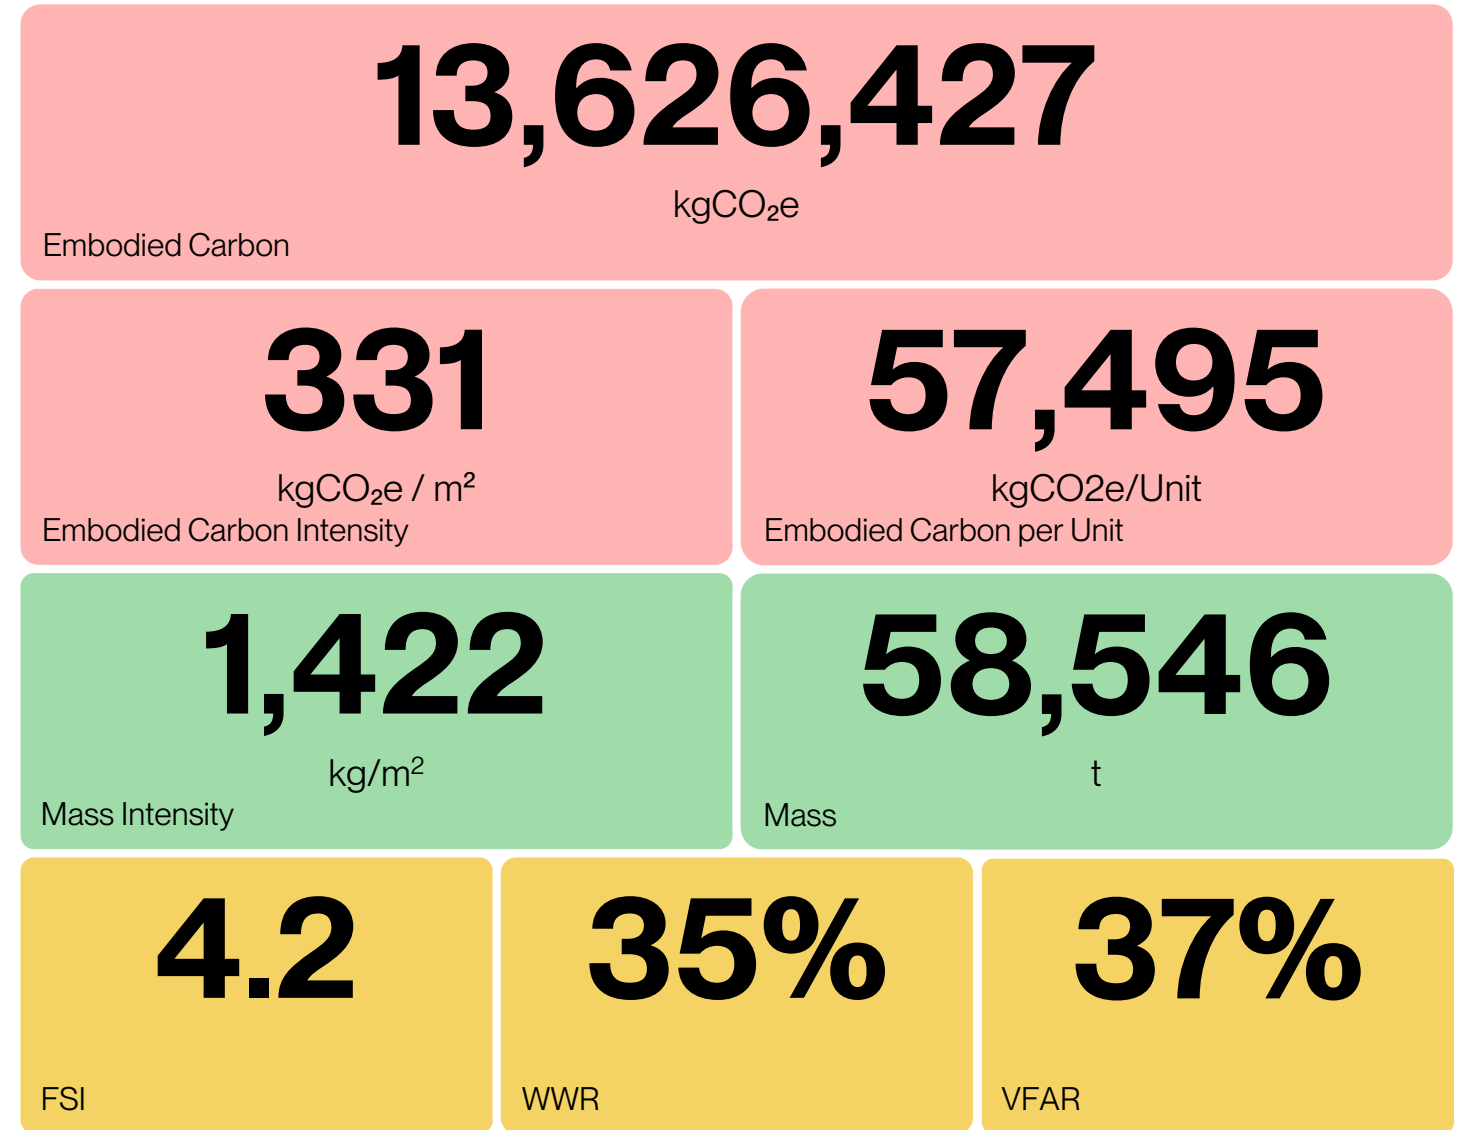 13,626,427
kgCO₂e
Embodied Carbon
331
kgCO₂e / m²
Embodied Carbon Intensity
57,495
kgCO2e/Unit
Embodied Carbon per Unit
1,422
kg/m²
Mass Intensity
58,546
t
Mass
4.2
FSI
35%
WWR
37%
VFAR